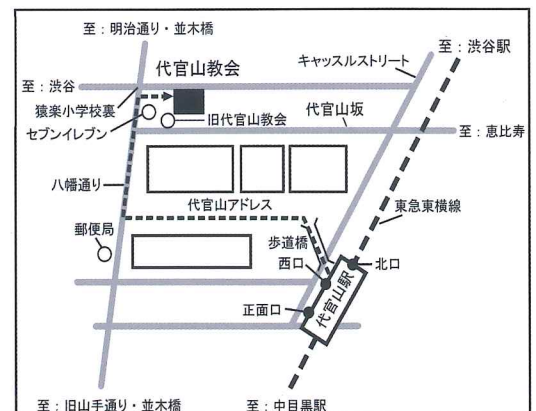 至：明治通り・並木橋
代官山教会
キャッスルストリート
至：渋谷駅
至：渋谷
猿楽小学校裏
セブンイレブン
旧代官山教会
代官山坂
至：恵比寿
八幡通り
代官山アドレス
東急東横線
郵便局
歩道橋
西口
北口
代官山駅
正面口
至：旧山手通り・並木橋
至：中目黒駅